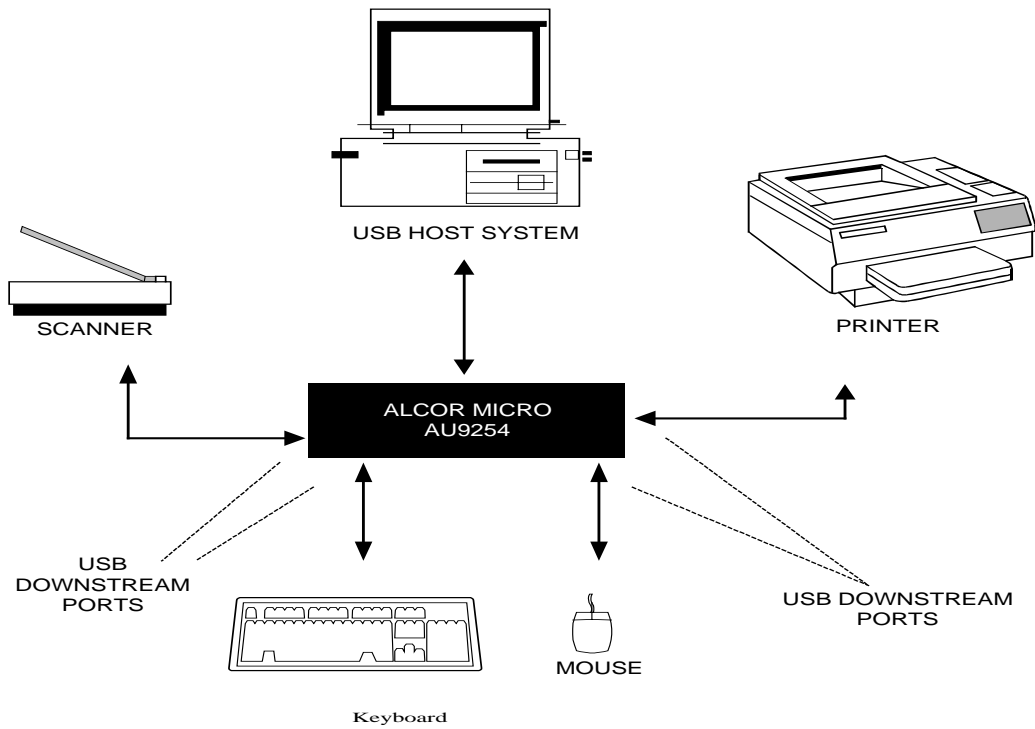 USB HOST SYSTEM
SCANNER
PRINTER
ALCOR MICRO
AU9254
USB
DOWNSTREAM
PORTS
USB DOWNSTREAM
PORTS
MOUSE
Keyboard